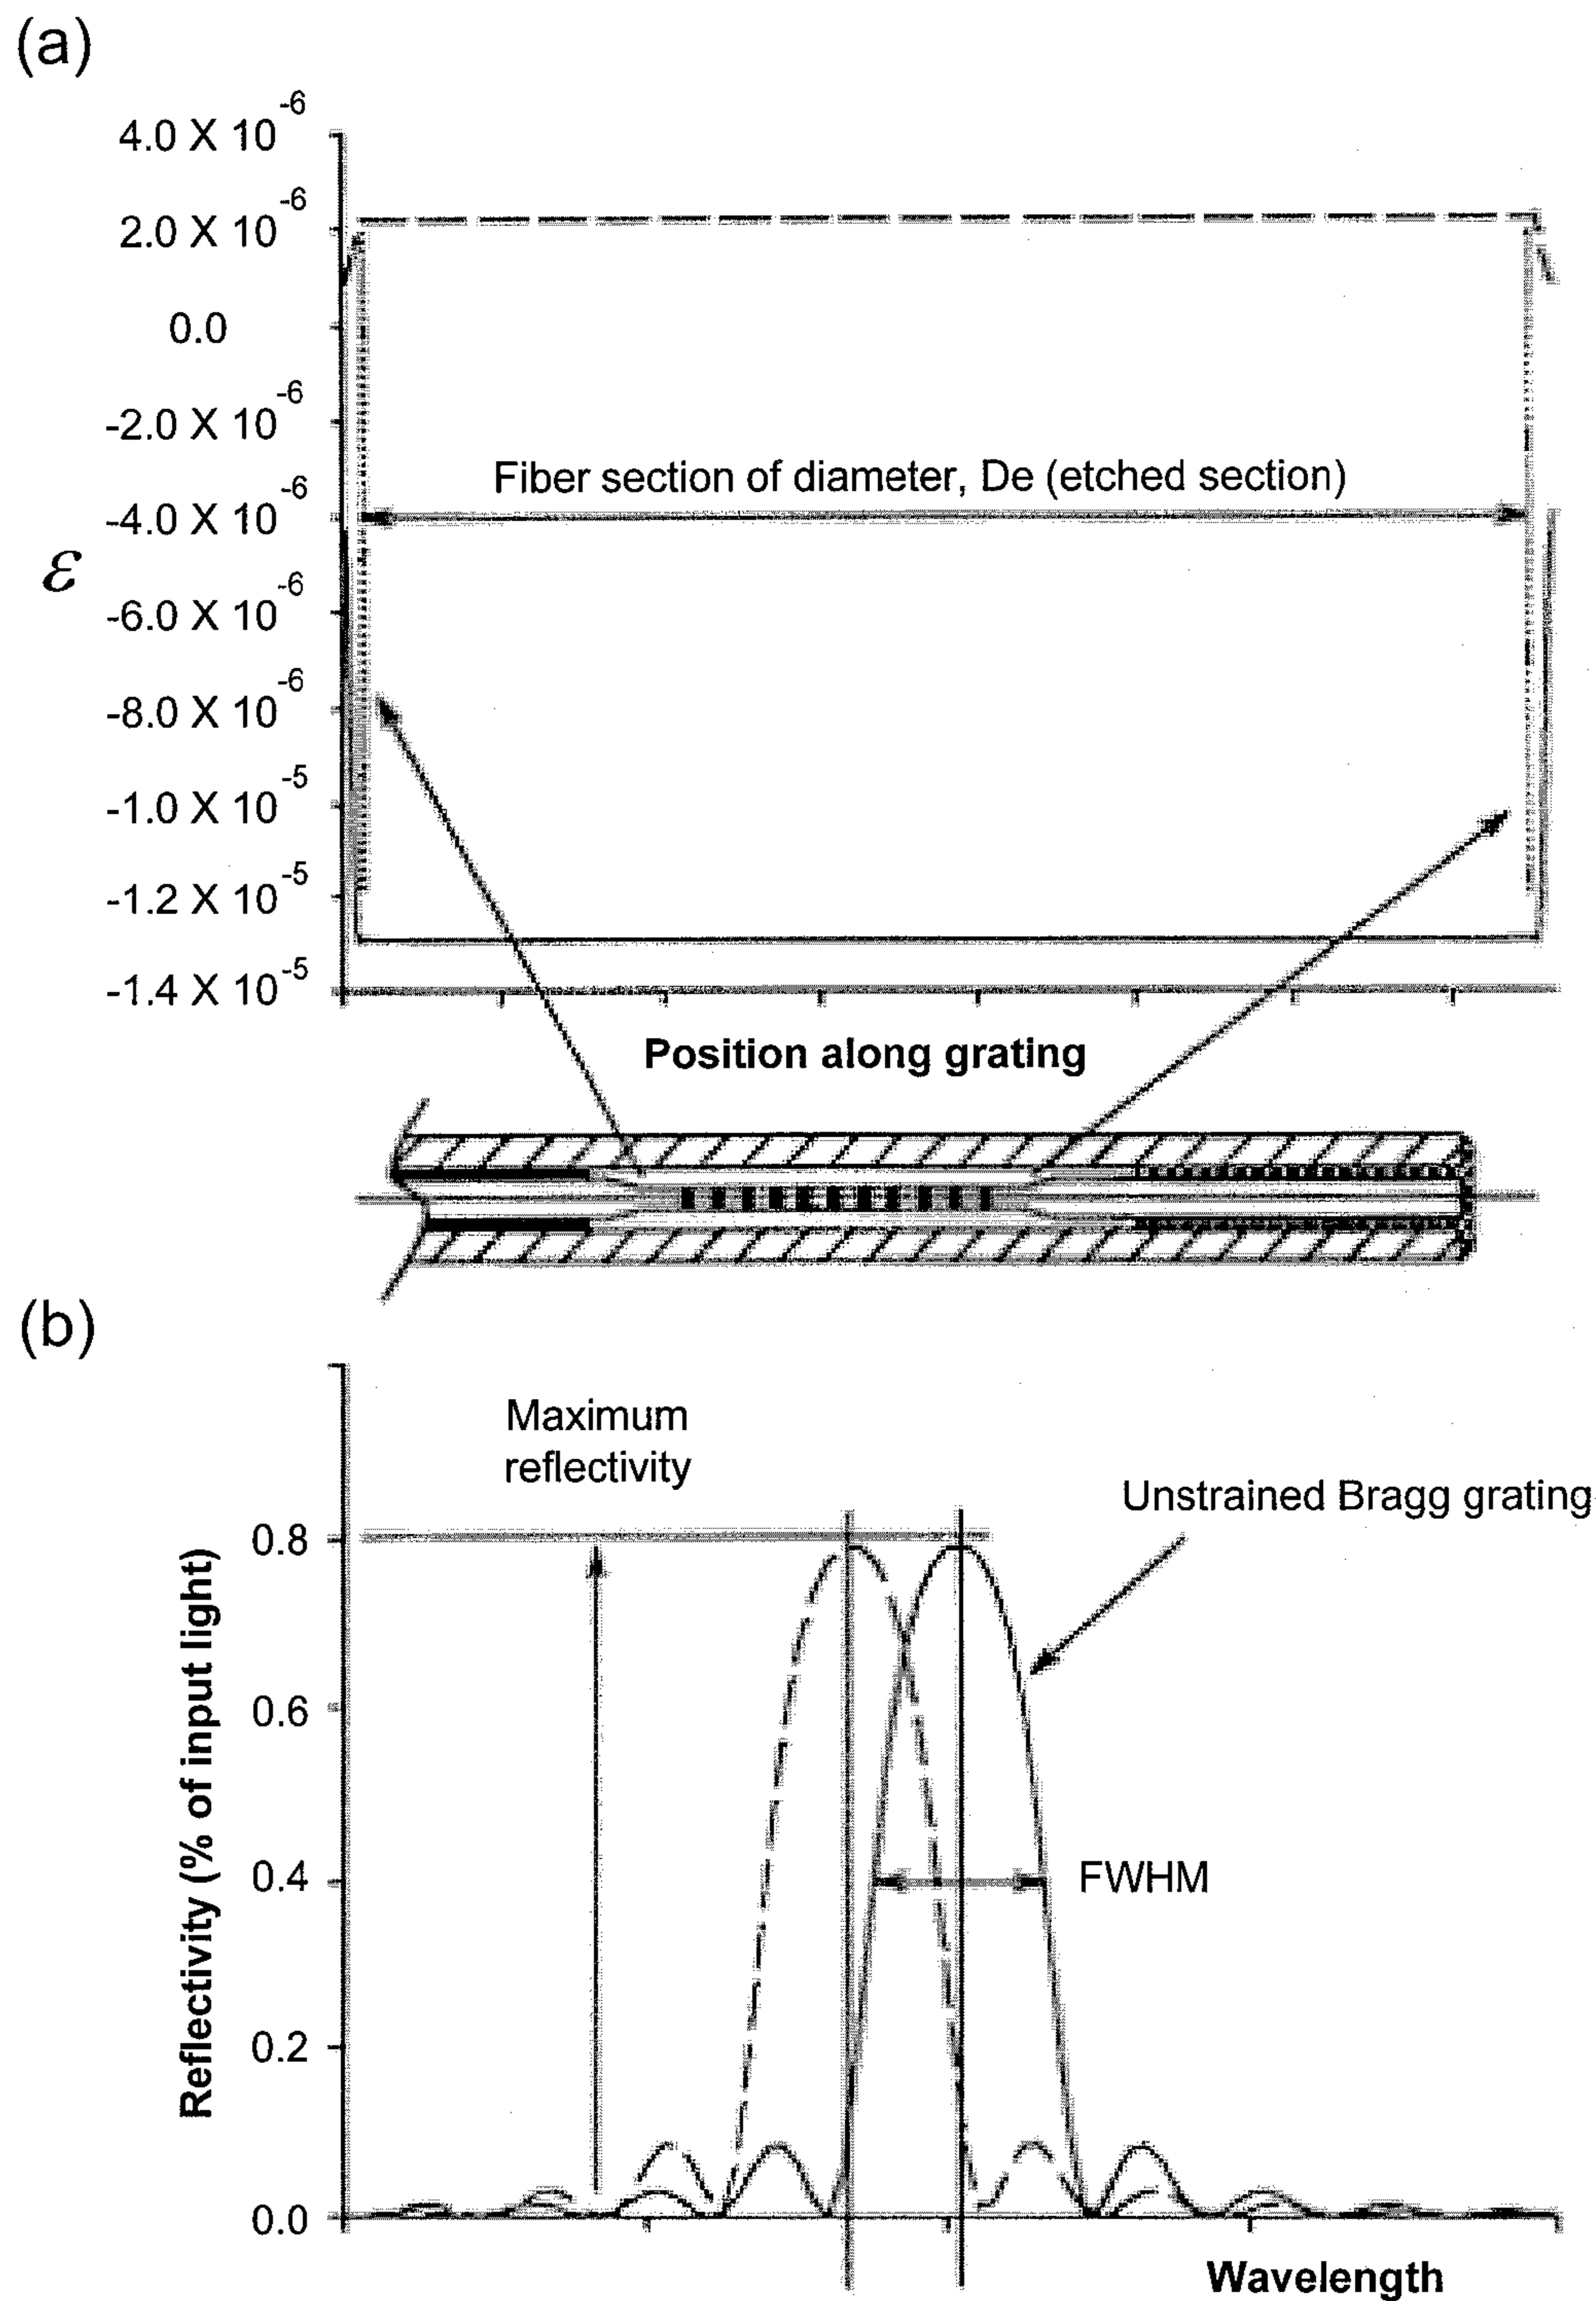 (a)
4.0 X 10-6
2.0 X 10-6
0.0
-2.0 X 10-6
Fiber section of diameter, De (etched section)
-4.0 X 10-6
ε
-6.0 X 10-6
-8.0 X 10-6
-1.0 X 10-5
-1.2 X 10-5
-1.4 X 10-5
Position along grating
(b)
Maximum
reflectivity
Unstrained Bragg grating
0.8
0.6
0.4
FWHM
0.2
0.0
Reflectivity (% of input light)
Wavelength